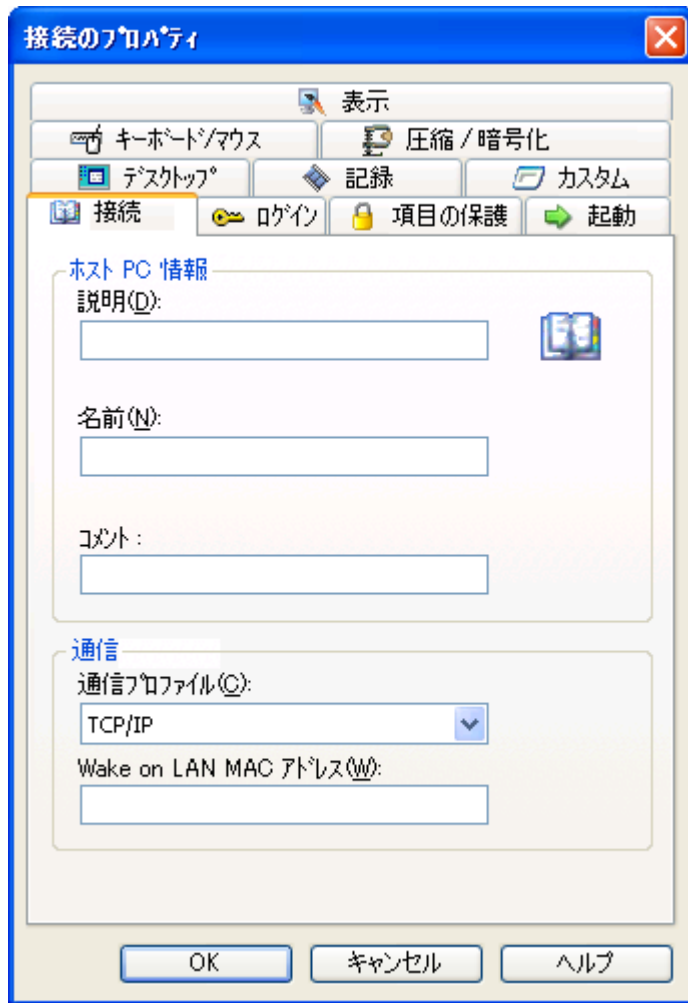 接続のプロパティ
表示
キーボード/マウス
圧縮 / 暗号化
デスクトップ
記録
カスタム
接続
ログイン
項目の保護
起動
ホスト PC 情報
説明(D):
名前(N):
コメント :
通信
通信プロファイル(C):
TCP/IP
Wake on LAN MAC アドレス(W):
OK
キャンセル
ヘルプ